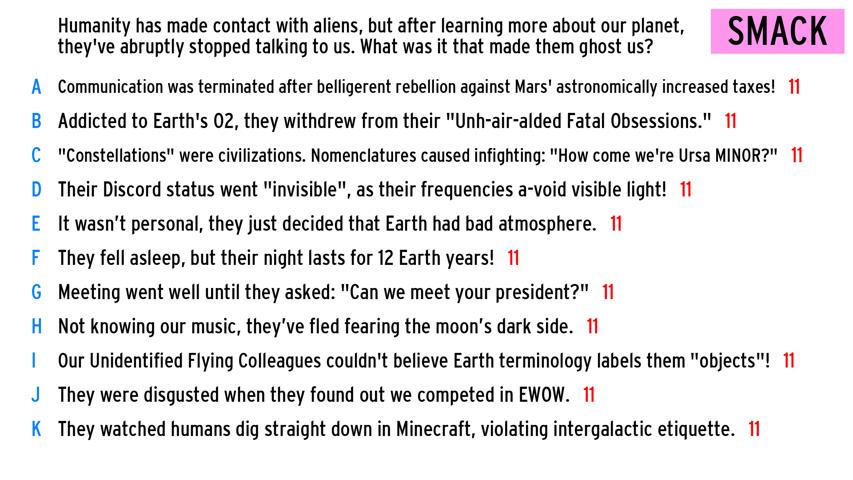 Humanity has made contact with aliens, but after learning more about our planet,
they've abruptly stopped talking to us. What was it that made them ghost us?
SMACK
A Communication was terminated after belligerent rebellion against Mars' astronomically increased taxes! 11
B Addicted to Earth's O2, they withdrew from their "Unh-air-alded Fatal Obsessions." 11
C "Constellations" were civilizations. Nomenclatures caused infighting: "How come we're Ursa MINOR?" 11
D Their Discord status went "invisible", as their frequencies a-void visible light! 11
E It wasn’t personal, they just decided that Earth had bad atmosphere. 11
F They fell asleep, but their night lasts for 12 Earth years! 11
G Meeting went well until they asked: "Can we meet your president?" 11
H Not knowing our music, they’ve fled fearing the moon’s dark side. 11
I Our Unidentified Flying Colleagues couldn't believe Earth terminology labels them "objects"! 11
J They were disgusted when they found out we competed in EWOW. 11
K They watched humans dig straight down in Minecraft, violating intergalactic etiquette. 11